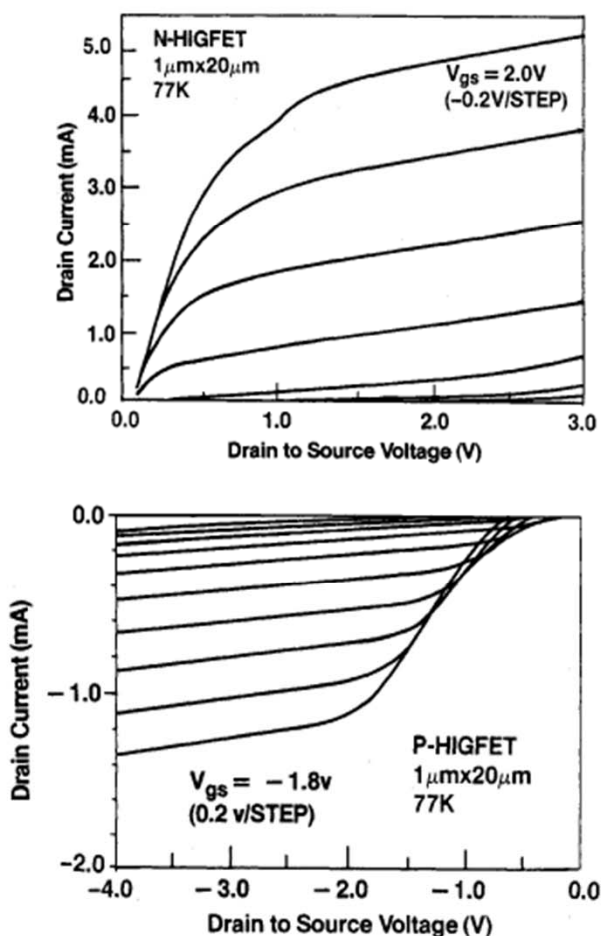 N-HIGFET
1μmx20μm
77K
Vgs = 2.0V
(-0.2V/STEP)
Drain Current (mA)
5.0
4.0
3.0
2.0
1.0
0.0
0.0 1.0 2.0 3.0
Drain to Source Voltage (V)
0.0
-1.0
-2.0
Drain Current (mA)
Vgs = -1.8v
(0.2 v/STEP)
P-HIGFET
1μmx20μm
77K
-4.0 -3.0 -2.0 -1.0 0.0
Drain to Source Voltage (V)